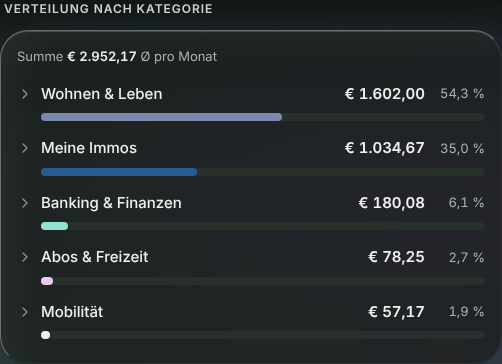 VERTEILUNG NACH KATEGORIE
Summe € 2.952,17 Ø pro Monat
Wohnen & Leben € 1.602,00 54,3 %
Meine Immos € 1.034,67 35,0 %
Banking & Finanzen € 180,08 6,1 %
Abos & Freizeit € 78,25 2,7 %
Mobilität € 57,17 1,9 %